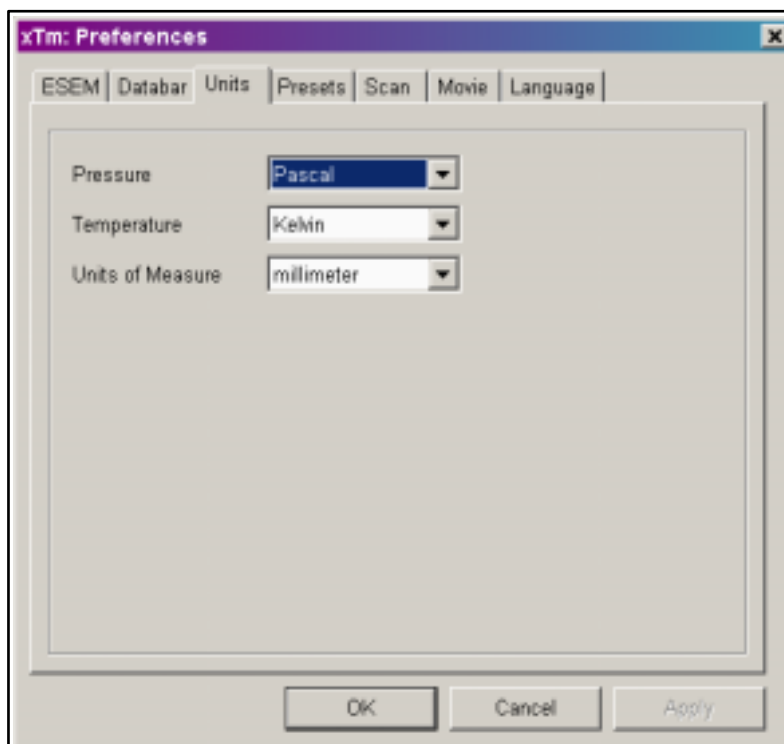 xTm: Preferences
ESEM Databar Units Presets Scan Movie Language
Pressure Pascal
Temperature Kelvin
Units of Measure millimeter
OK Cancel Apply